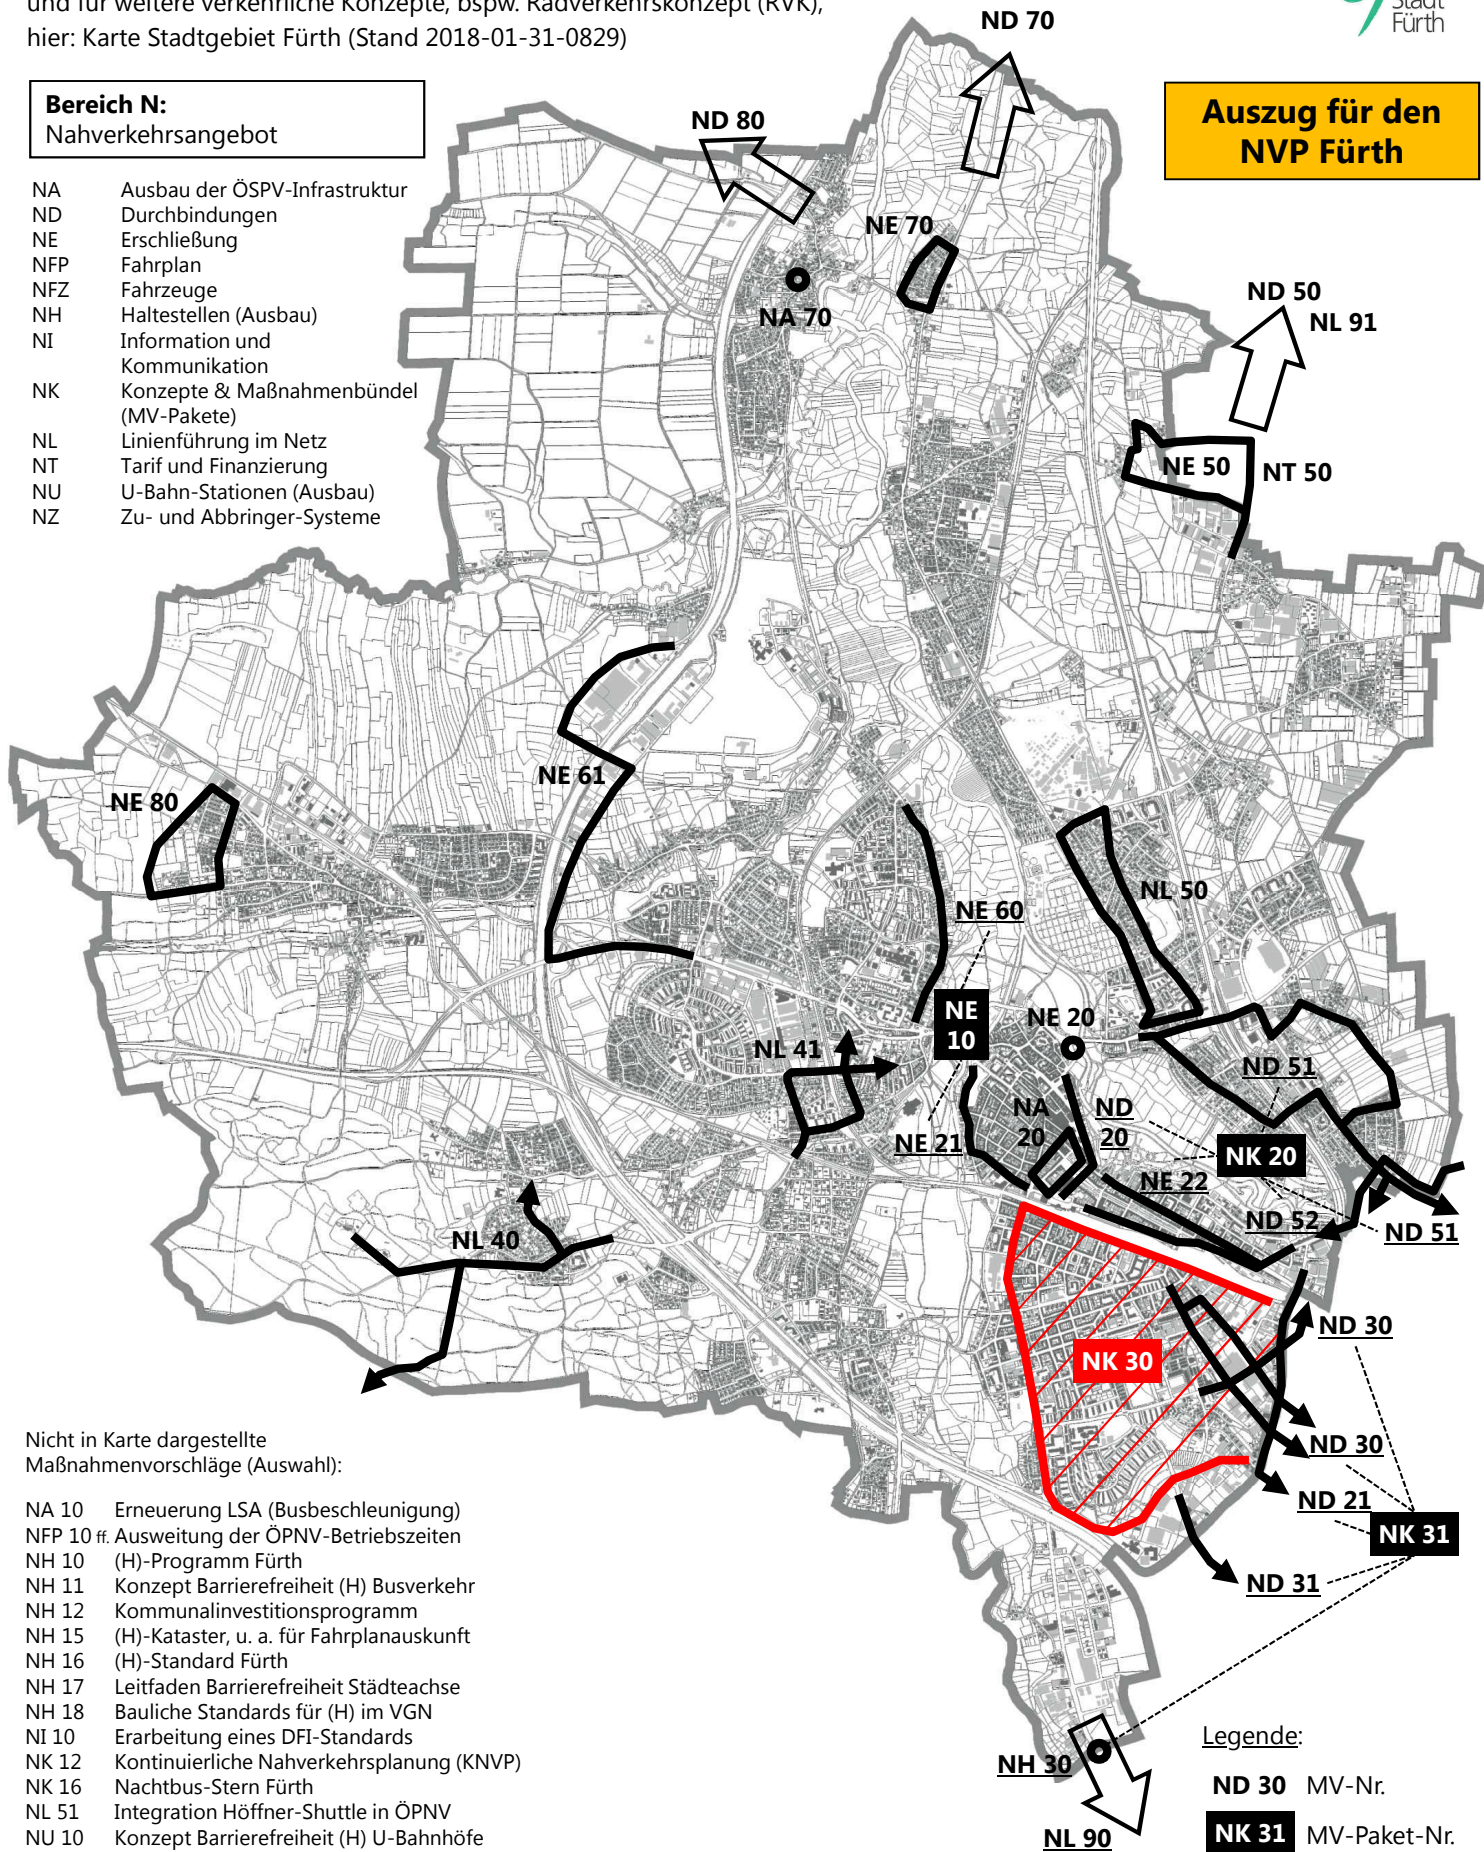 und für weitere verkehrliche Konzepte, bspw. Radverkehrskonzept (RVK),
hier: Karte Stadtgebiet Fürth (Stand 2018-01-31-0829)
Stadt
Fürth
Bereich N:
Nahverkehrsangebot
Auszug für den
NVP Fürth
NA Ausbau der ÖSPV-Infrastruktur
ND Durchbindungen
NE Erschließung
NFP Fahrplan
NFZ Fahrzeuge
NH Haltestellen (Ausbau)
NI Information und
Kommunikation
NK Konzepte & Maßnahmenbündel
(MV-Pakete)
NL Linienführung im Netz
NT Tarif und Finanzierung
NU U-Bahn-Stationen (Ausbau)
NZ Zu- und Abbringer-Systeme
ND 70
ND 80
NE 70
NA 70
ND 50
NL 91
NE 50
NT 50
NE 61
NE 80
NL 50
NE 60
NE
10
NE 20
NL 41
ND 51
NA
20
ND
20
NE 21
NK 20
NE 22
ND 52
ND 51
NL 40
ND 30
NK 30
ND 30
ND 21
NK 31
ND 31
NH 30
NL 90
Nicht in Karte dargestellte
Maßnahmenvorschläge (Auswahl):
NA 10 Erneuerung LSA (Busbeschleunigung)
NFP 10 ff. Ausweitung der ÖPNV-Betriebszeiten
NH 10 (H)-Programm Fürth
NH 11 Konzept Barrierefreiheit (H) Busverkehr
NH 12 Kommunalinvestitionsprogramm
NH 15 (H)-Kataster, u. a. für Fahrplanauskunft
NH 16 (H)-Standard Fürth
NH 17 Leitfaden Barrierefreiheit Städteachse
NH 18 Bauliche Standards für (H) im VGN
NI 10 Erarbeitung eines DFI-Standards
NK 12 Kontinuierliche Nahverkehrsplanung (KNVP)
NK 16 Nachtbus-Stern Fürth
NL 51 Integration Höffner-Shuttle in ÖPNV
NU 10 Konzept Barrierefreiheit (H) U-Bahnhöfe
Legende:
ND 30 MV-Nr.
NK 31 MV-Paket-Nr.